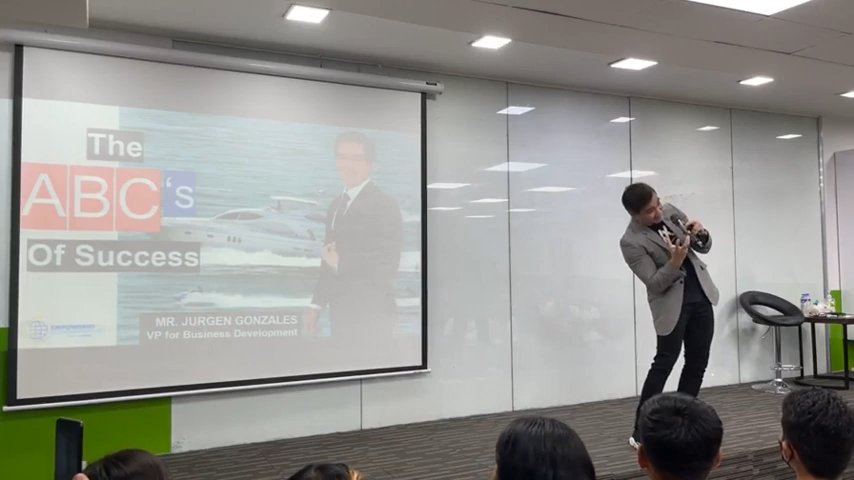 The
ABC's
Of Success
MR. JURGEN GONZALES
VP for Business Development